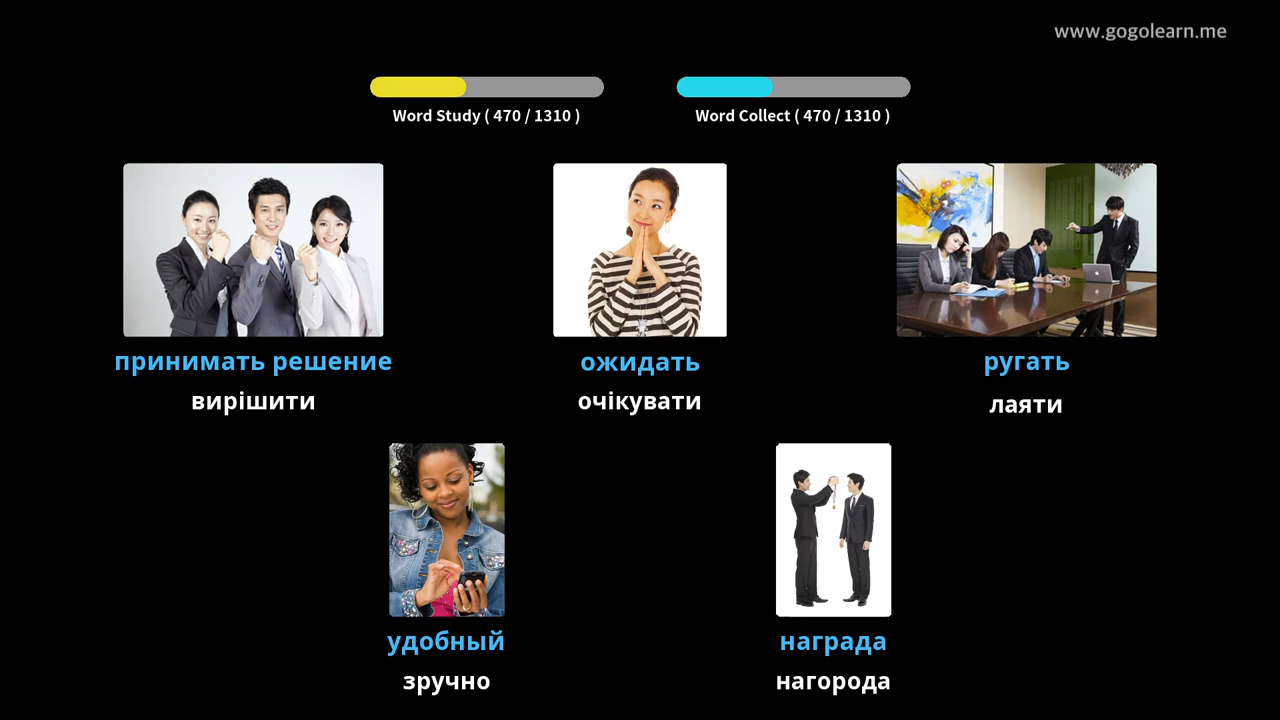 www.gogolearn.me
Word Study ( 470 / 1310 )
Word Collect ( 470 / 1310 )
принимать решение
вирішити
ожидать
очікувати
ругать
лаяти
удобный
зручно
награда
нагорода